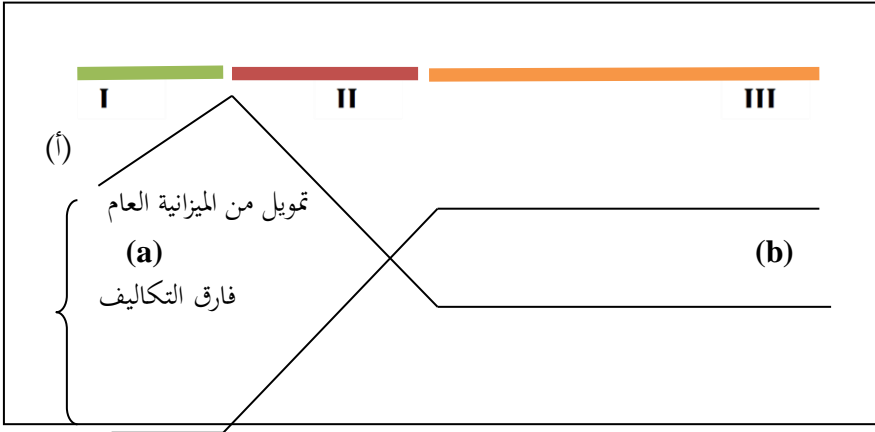 I II III
(أ)
تمويل من الميزانية العام
(a) (b)
فارق التكاليف